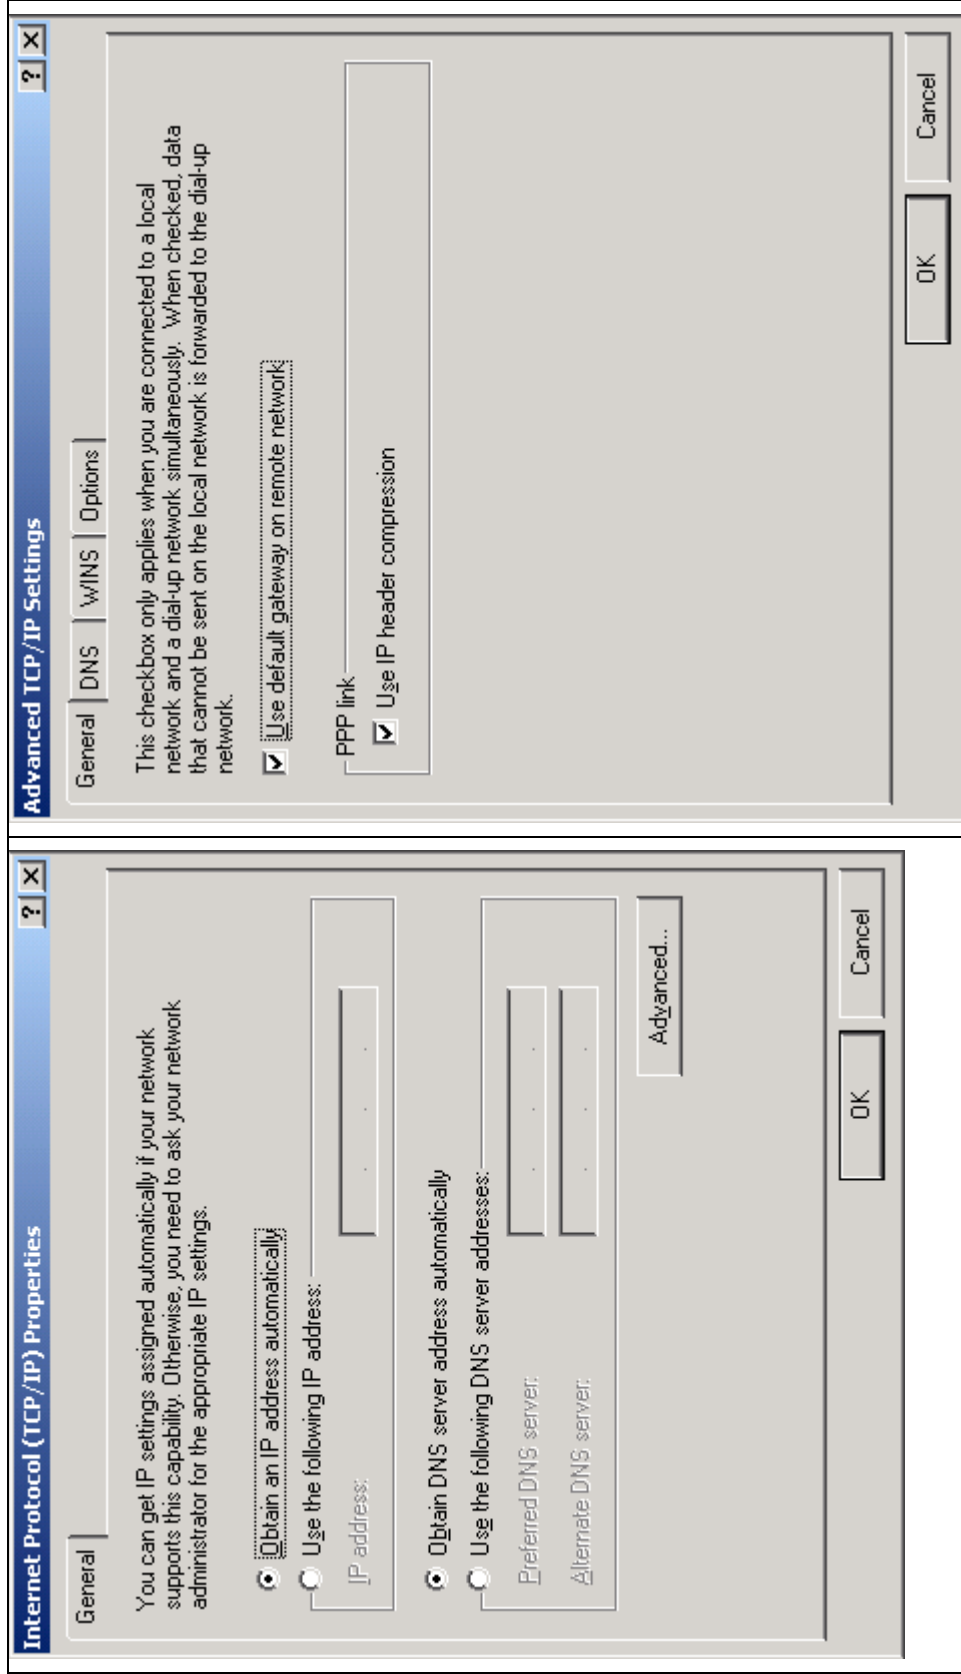 Internet Protocol (TCP/IP) Properties
General
You can get IP settings assigned automatically if your network
supports this capability. Otherwise, you need to ask your network
administrator for the appropriate IP settings.
Obtain an IP address automatically
Use the following IP address:
IP address:
Obtain DNS server address automatically
Use the following DNS server addresses:
Preferred DNS server:
Alternate DNS server:
Advanced...
OK Cancel
Advanced TCP/IP Settings
General DNS WINS Options
This checkbox only applies when you are connected to a local
network and a dial-up network simultaneously. When checked, data
that cannot be sent on the local network is forwarded to the dial-up
network.
Use default gateway on remote network
PPP link
Use IP header compression
OK Cancel